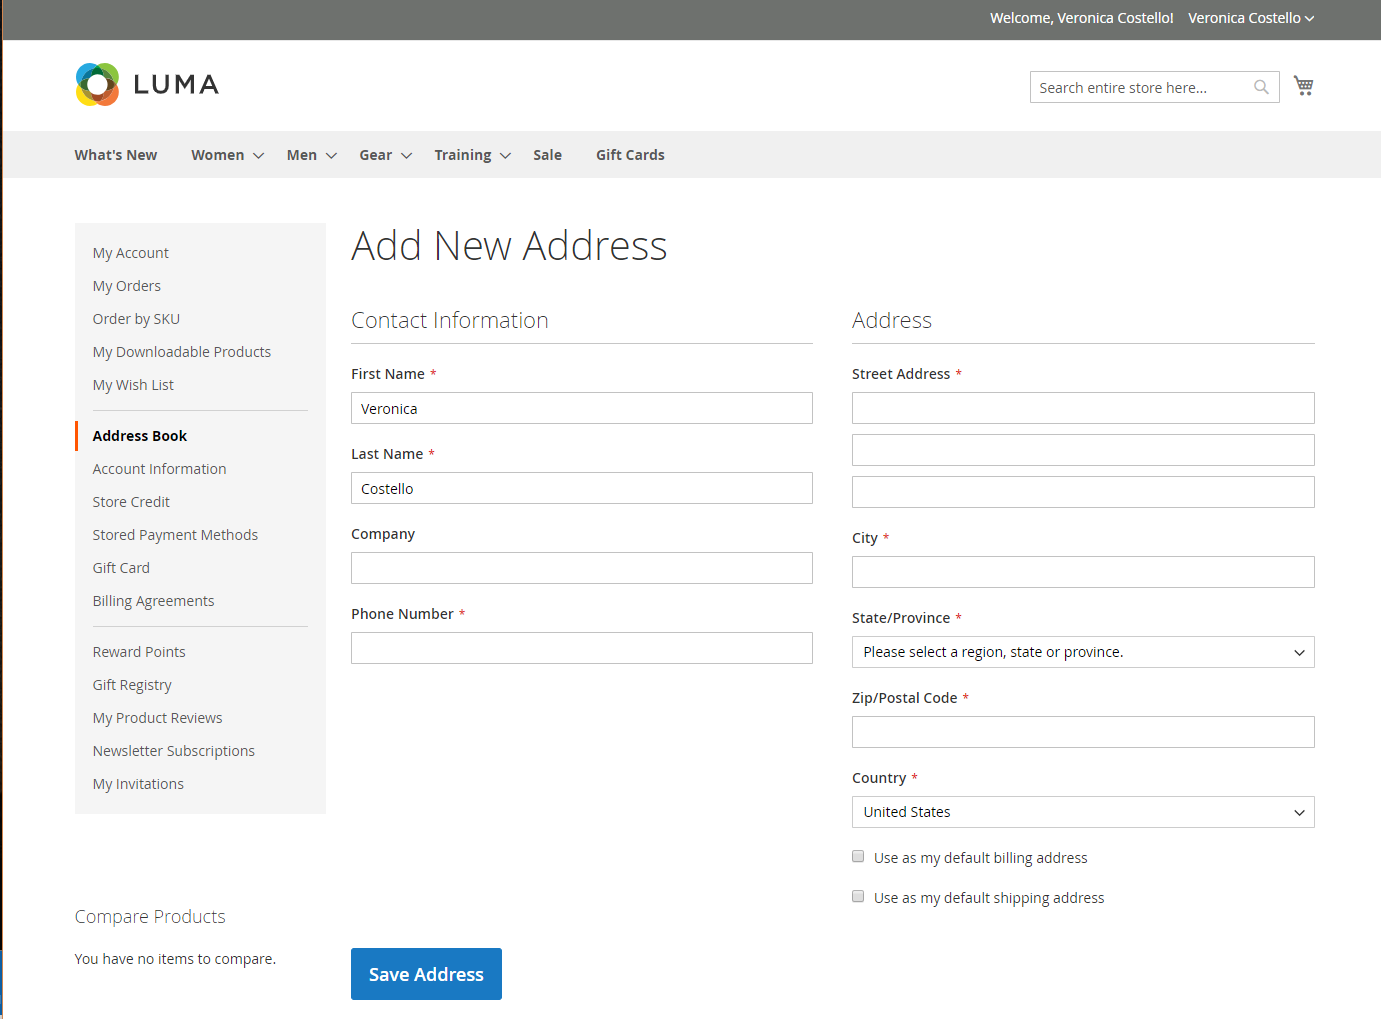 Welcome, Veronica Costello! Veronica Costello
LUMA
Search entire store here...
What's New Women Men Gear Training Sale Gift Cards
My Account
My Orders
Order by SKU
My Downloadable Products
My Wish List
Address Book
Account Information
Store Credit
Stored Payment Methods
Gift Card
Billing Agreements
Reward Points
Gift Registry
My Product Reviews
Newsletter Subscriptions
My Invitations
Compare Products
You have no items to compare.
Add New Address
Contact Information
First Name *
Veronica
Last Name *
Costello
Company
Phone Number *
Address
Street Address *
City *
State/Province *
Please select a region, state or province.
Zip/Postal Code *
Country *
United States
Use as my default billing address
Use as my default shipping address
Save Address